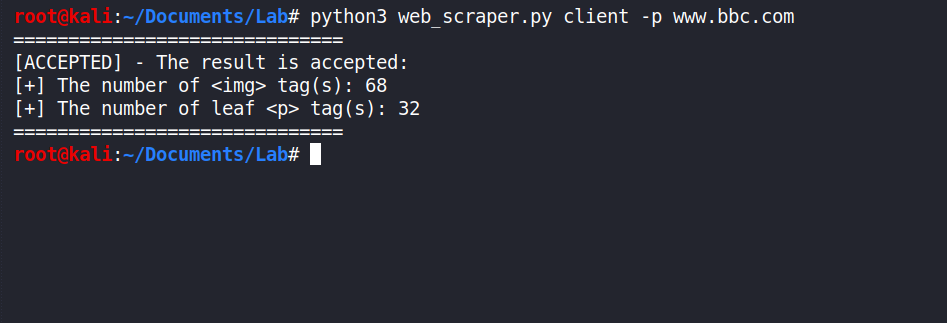 root@kali:~/Documents/Lab# python3 web_scraper.py client -p www.bbc.com
==============================
[ACCEPTED] - The result is accepted:
[+] The number of <img> tag(s): 68
[+] The number of leaf <p> tag(s): 32
==============================
root@kali:~/Documents/Lab#